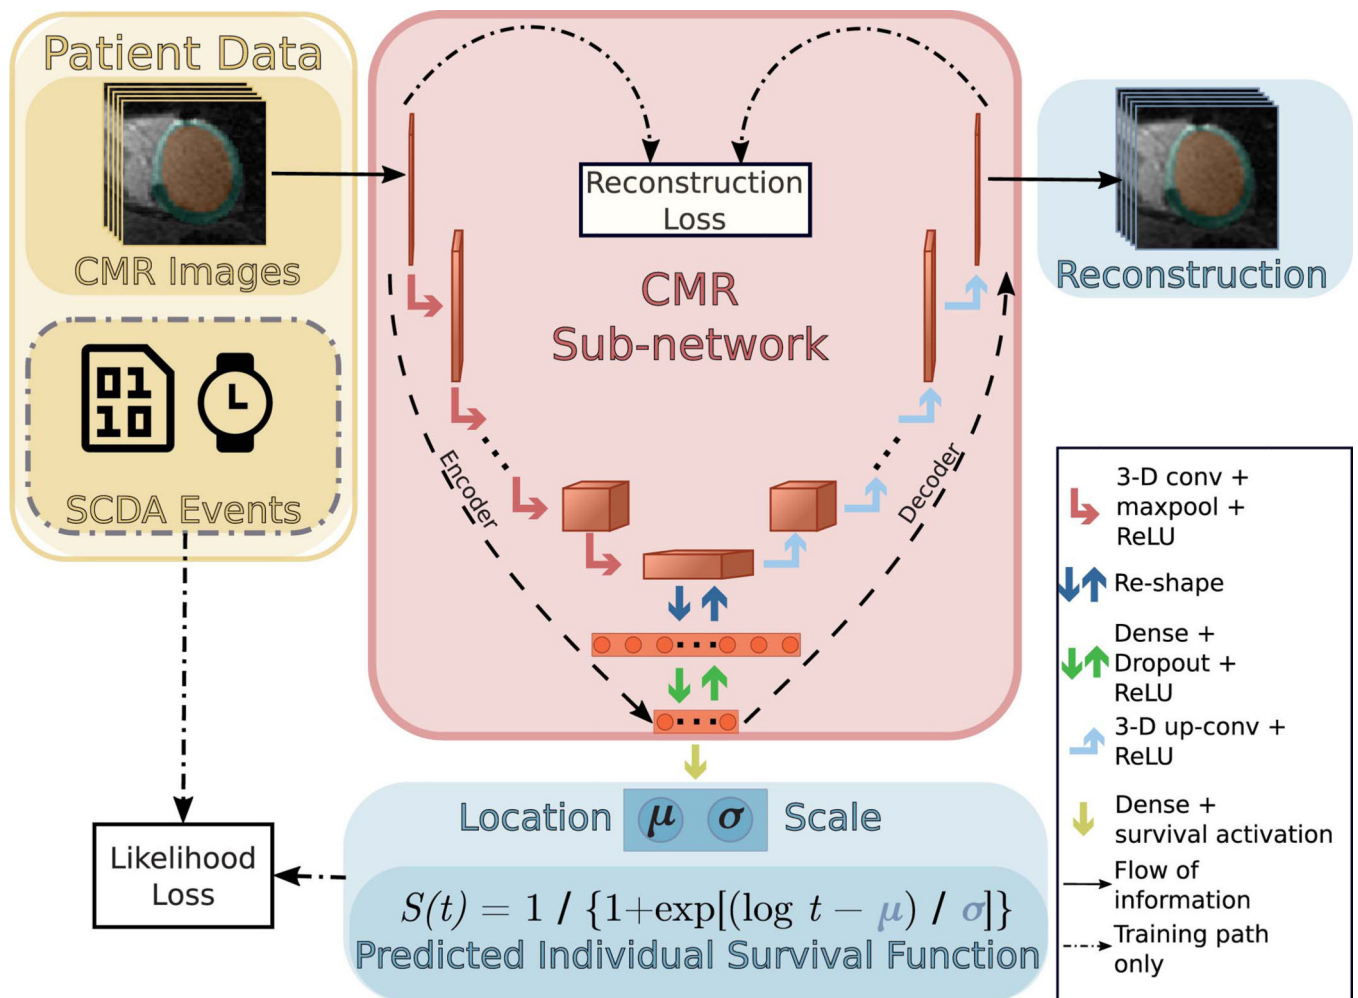 Patient Data
CMR Images
01
10
SCDA Events
Reconstruction
Loss
CMR
Sub-network
Encoder
Decoder
Reconstruction
Likelihood
Loss
Location μ σ Scale
S(t) = 1 / {1+exp[(log t − μ) / σ]}
Predicted Individual Survival Function
3-D conv +
maxpool +
ReLU
Re-shape
Dense +
Dropout +
ReLU
3-D up-conv +
ReLU
Dense +
survival activation
Flow of
information
Training path
only